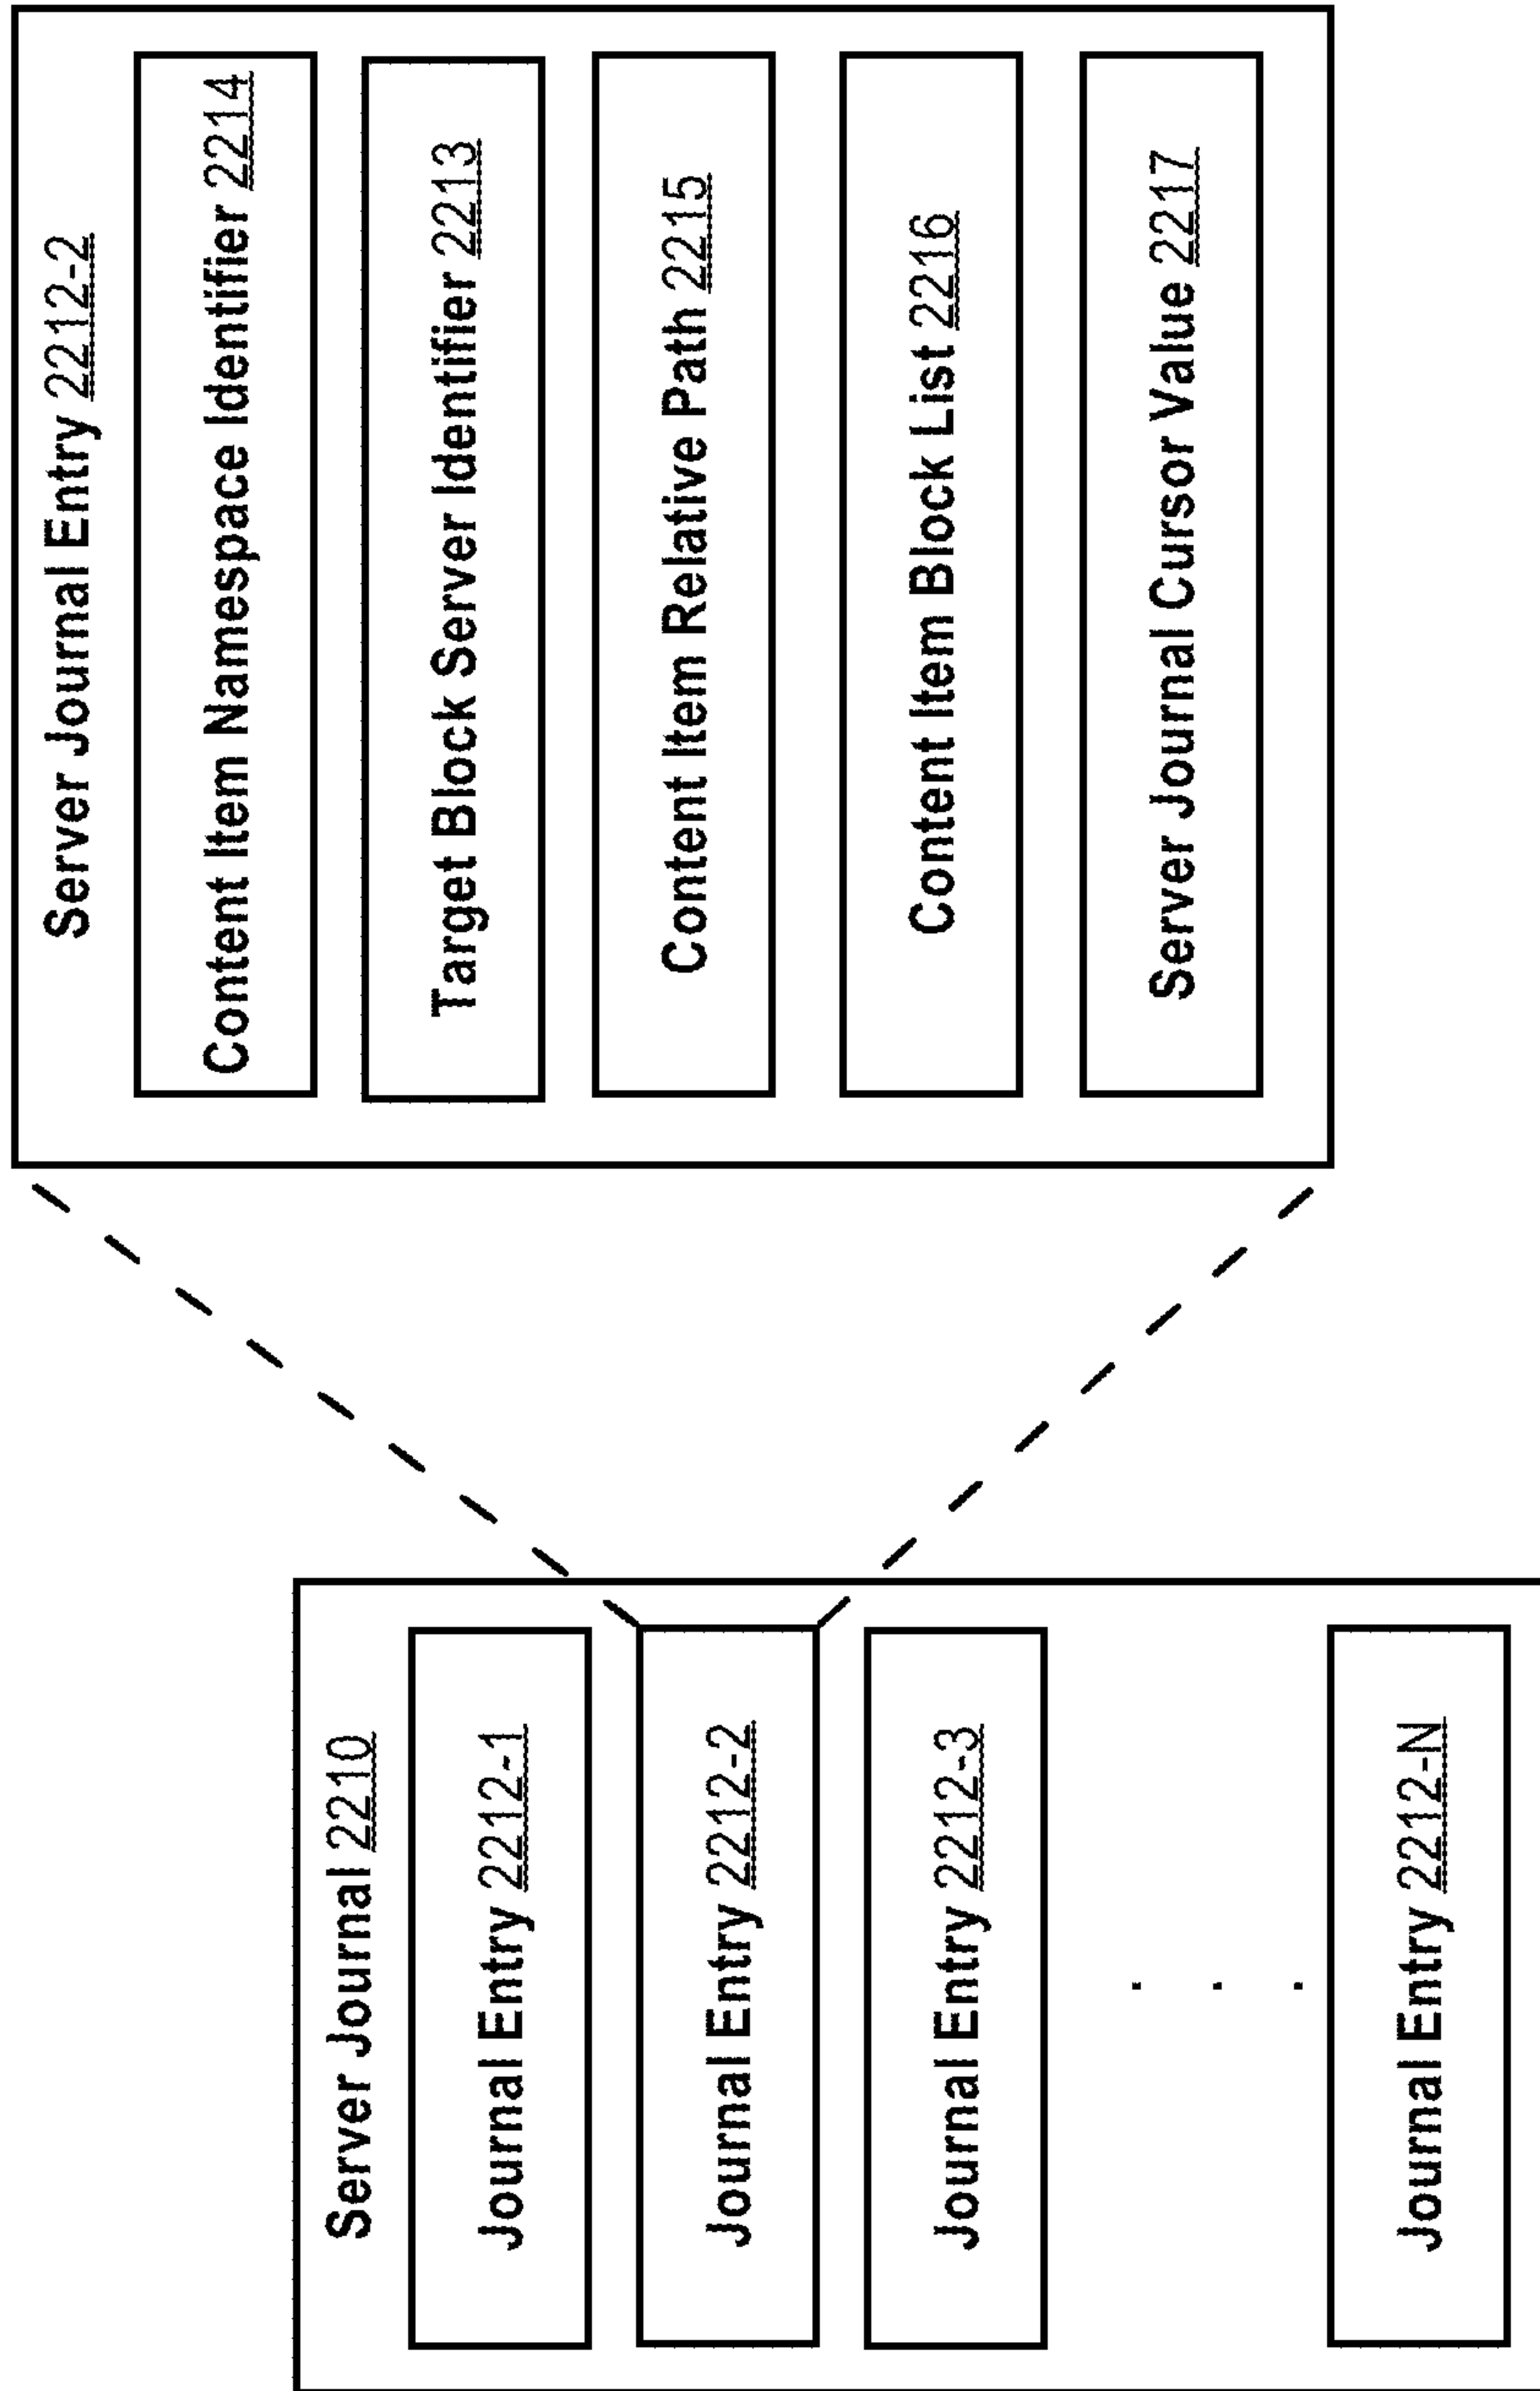 Server Journal 2210
Journal Entry 2212-1
Journal Entry 2212-2
Journal Entry 2212-3
. . .
Journal Entry 2212-N
Server Journal Entry 2212-2
Content Item Namespace Identifier 2214
Target Block Server Identifier 2213
Content Item Relative Path 2215
Content Item Block List 2216
Server Journal Cursor Value 2217